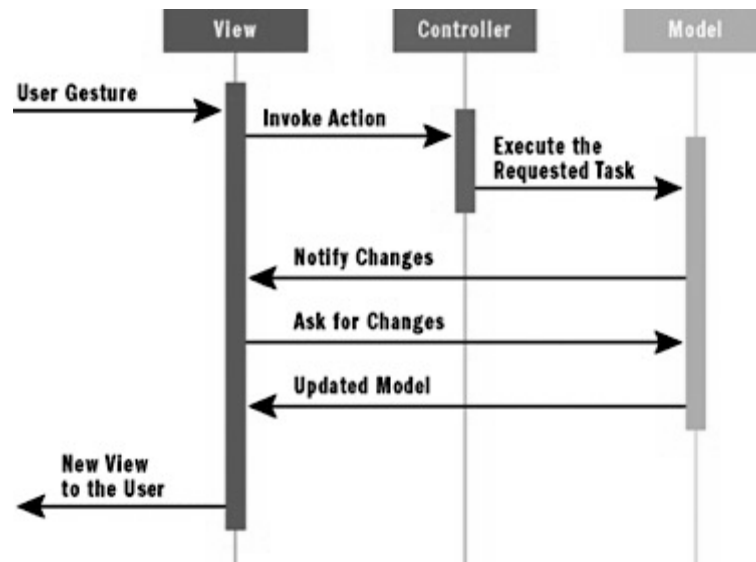 View
Controller
Model
User Gesture
Invoke Action
Execute the
Requested Task
Notify Changes
Ask for Changes
Updated Model
New View
to the User